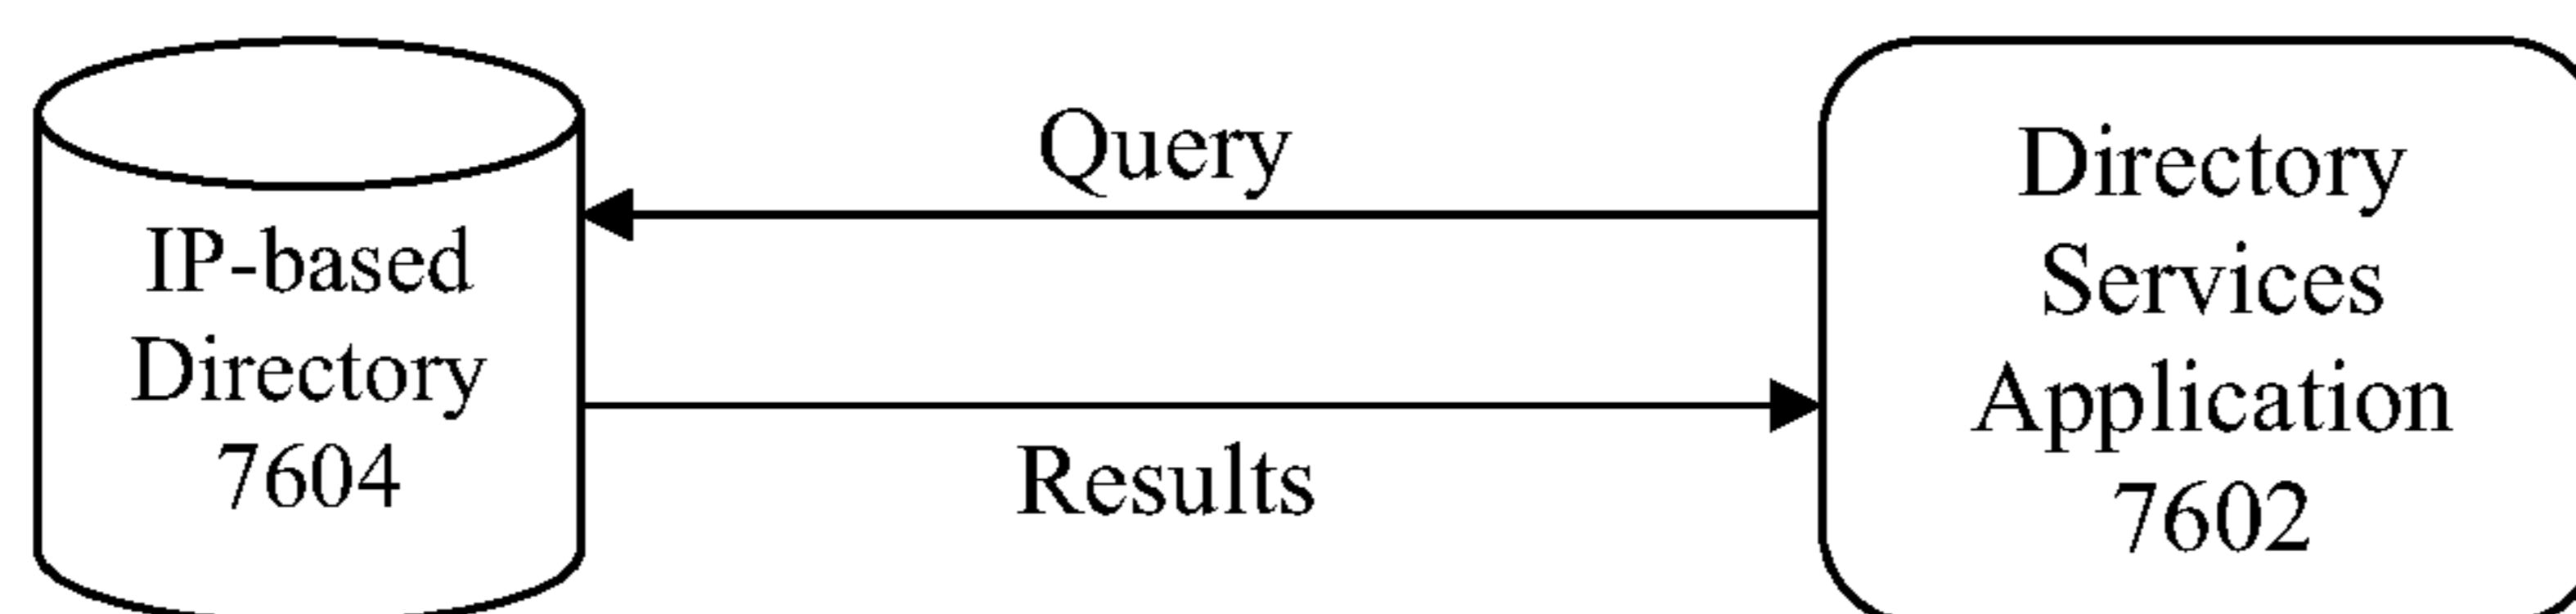 IP-based
Directory
7604
Query
Results
Directory
Services
Application
7602